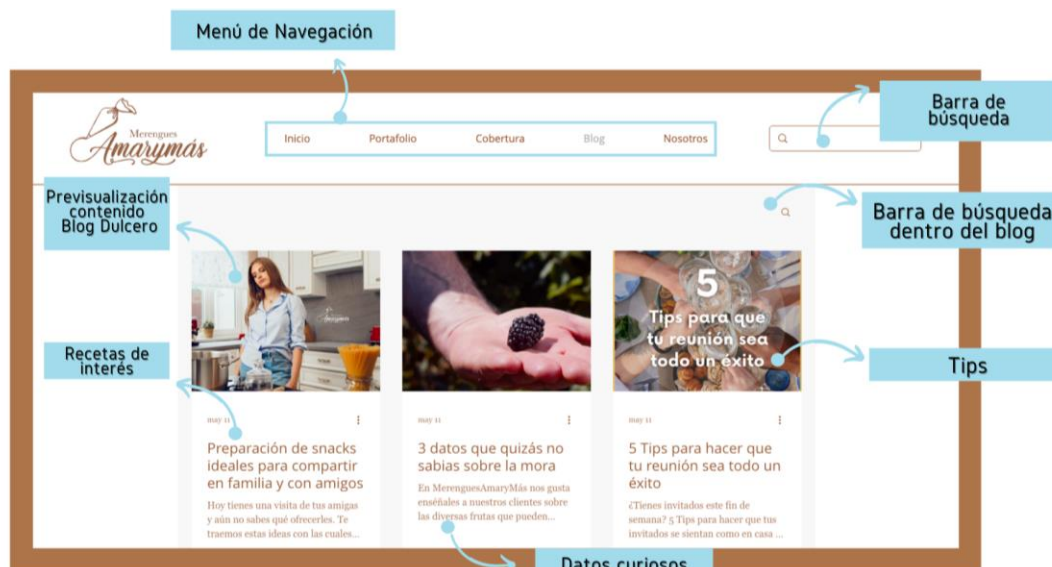 Menú de Navegación
Barra de
búsqueda
Merengues
Amarymás
Inicio Portafolio Cobertura Blog Nosotros
Previsualización
contenido
Blog Dulcero
Barra de búsqueda
dentro del blog
5
Tips para que
tu reunión sea
todo un éxito
Recetas de
interés
Tips
may 11
Preparación de snacks
ideales para compartir
en familia y con amigos
Hoy tienes una visita de tus amigas
y aún no sabes qué ofrecerles. Te
traemos estas ideas con las cuales...
may 11
3 datos que quizás no
sabias sobre la mora
En MerenguesAmaryMás nos gusta
enséñales a nuestros clientes sobre
las diversas frutas que pueden...
may 11
5 Tips para hacer que
tu reunión sea todo un
éxito
¿Tienes invitados este fin de
semana? 5 Tips para hacer que tus
invitados se sientan como en casa ...
Datos curiosos